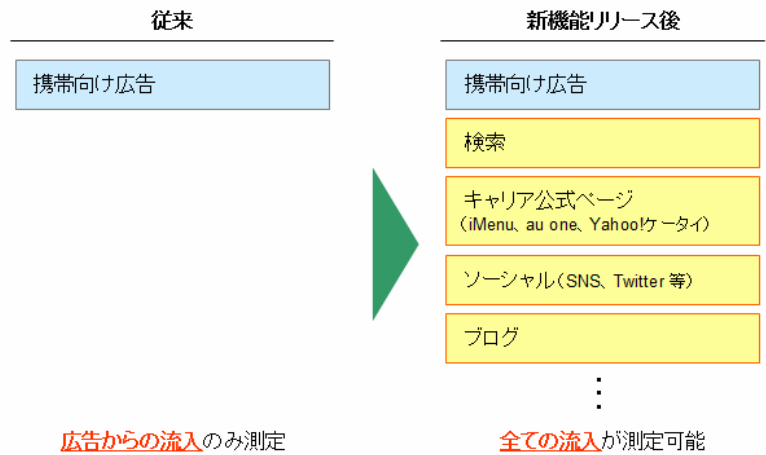 従来
携帯向け広告
広告からの流入のみ測定
新機能リリース後
携帯向け広告
検索
キャリア公式ページ
（iMenu、au one、Yahoo!ケータイ）
ソーシャル（SNS、Twitter 等）
ブログ
⋮
全ての流入が測定可能